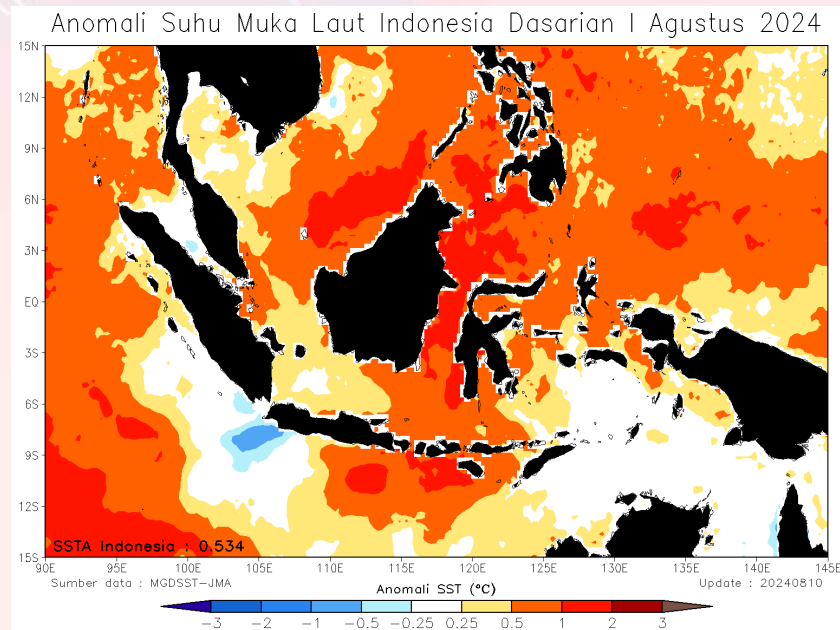 Anomali Suhu Muka Laut Indonesia Dasarian I Agustus 2024
15N
12N
9N
6N
3N
EQ
3S
6S
9S
12S
15S
SSTA Indonesia : 0.534
90E 95E 100E 105E 110E 115E 120E 125E 130E 135E 140E 145E
Sumber data : MGDSST-JMA
Anomali SST (°C)
Update : 20240810
-3 -2 -1 -0.5 -0.25 0.25 0.5 1 2 3